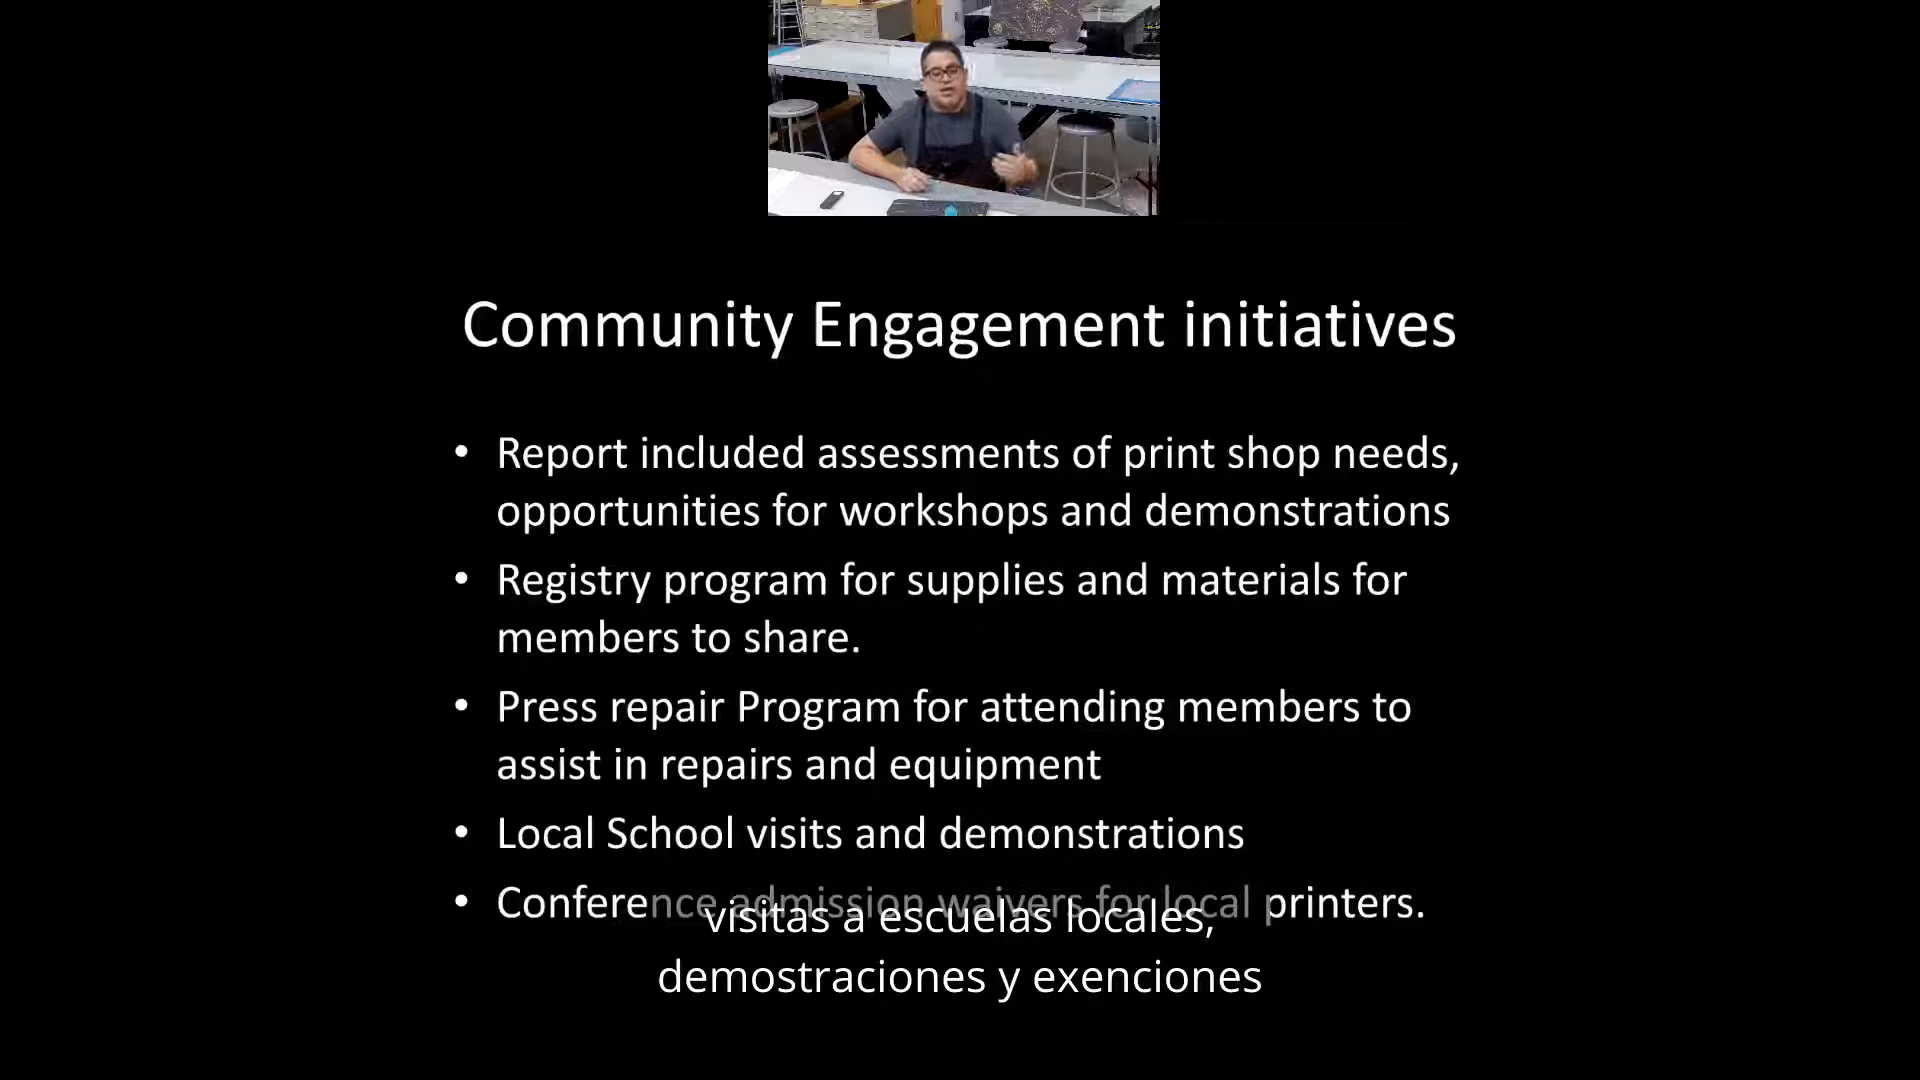 Community Engagement initiatives
• Report included assessments of print shop needs,
opportunities for workshops and demonstrations
• Registry program for supplies and materials for
members to share.
• Press repair Program for attending members to
assist in repairs and equipment
• Local School visits and demonstrations
• Conference admission waivers for local printers.
visitas a escuelas locales,
demostraciones y exenciones